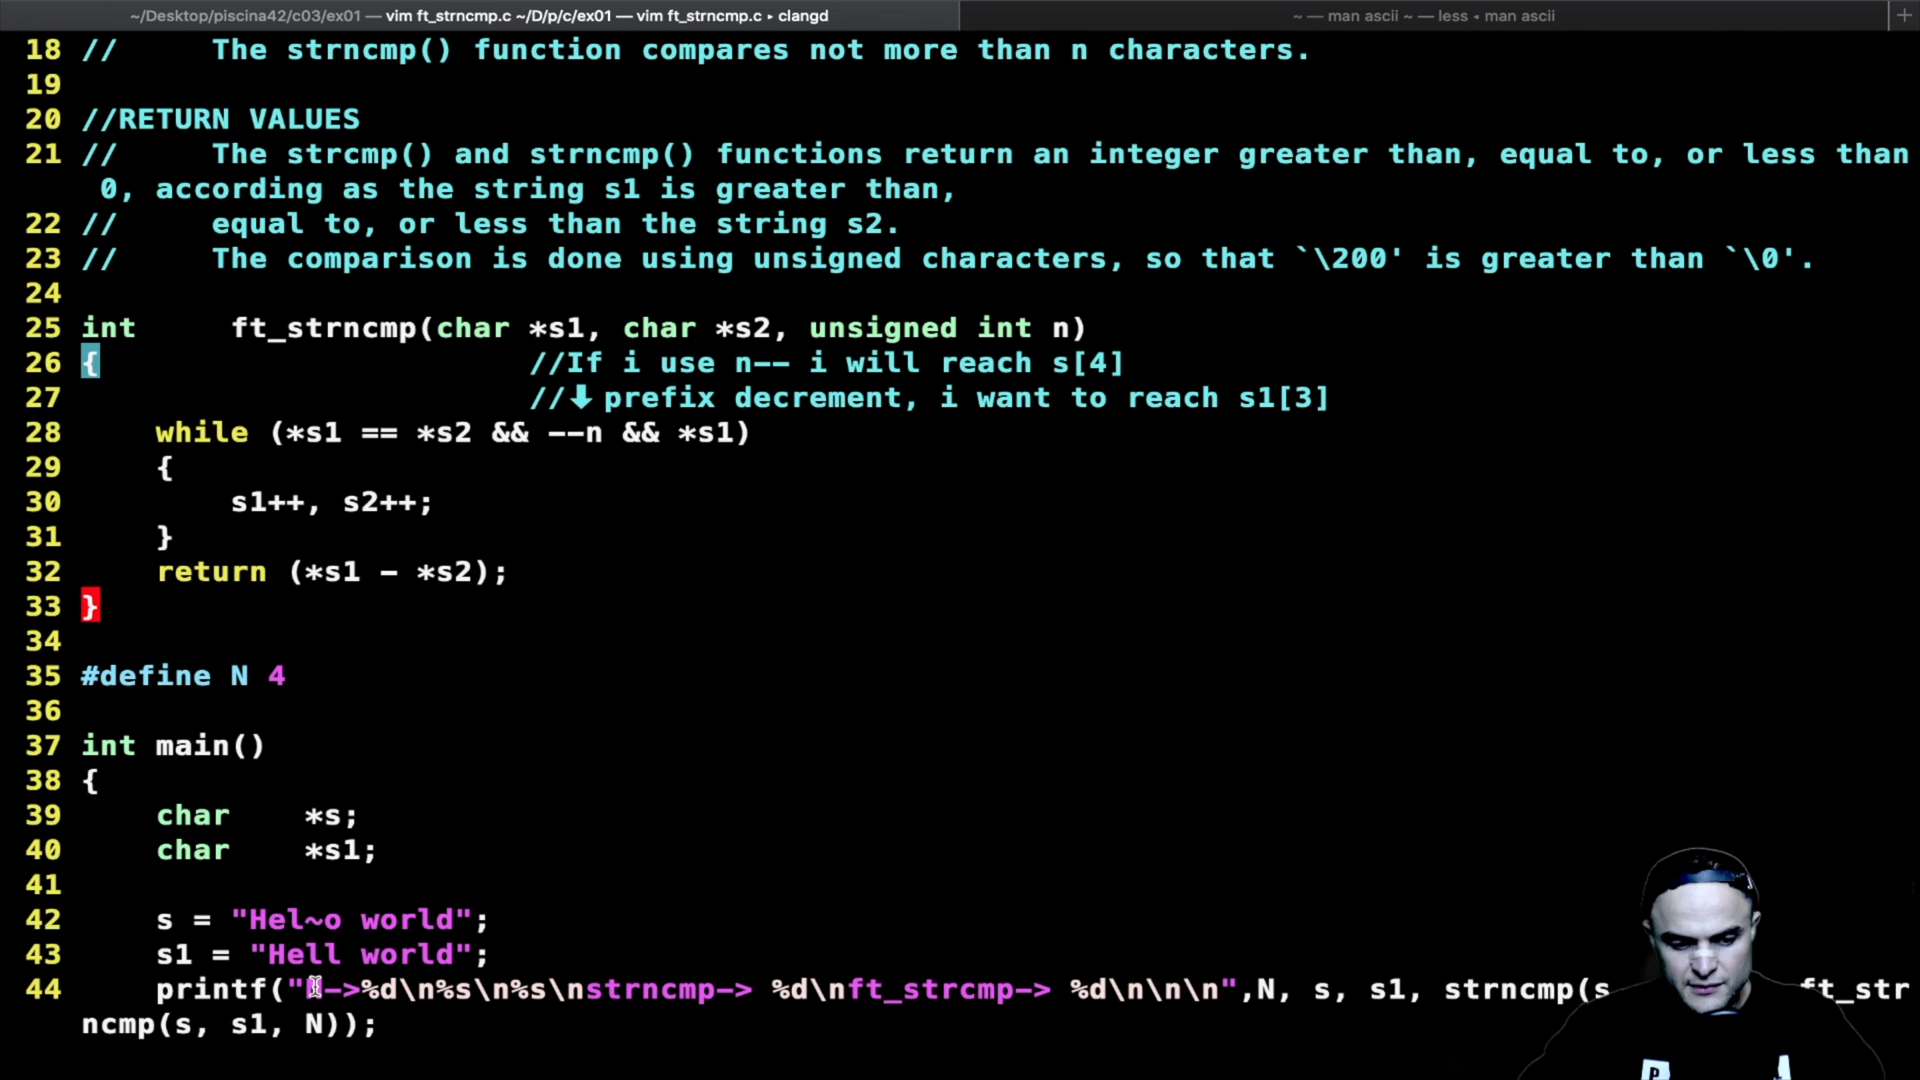 ~/Desktop/piscina42/c03/ex01 — vim ft_strncmp.c ~/D/p/c/ex01 — vim ft_strncmp.c ▸ clangd
~ — man ascii ~ — less ◂ man ascii
+
18 //     The strncmp() function compares not more than n characters.
19
20 //RETURN VALUES
21 //     The strcmp() and strncmp() functions return an integer greater than, equal to, or less than
0, according as the string s1 is greater than,
22 //     equal to, or less than the string s2.
23 //     The comparison is done using unsigned characters, so that `\200' is greater than `\0'.
24
25 int     ft_strncmp(char *s1, char *s2, unsigned int n)
26 {                       //If i use n-- i will reach s[4]
27                         //⬇ prefix decrement, i want to reach s1[3]
28     while (*s1 == *s2 && --n && *s1)
29     {
30         s1++, s2++;
31     }
32     return (*s1 - *s2);
33 }
34
35 #define N 4
36
37 int main()
38 {
39     char    *s;
40     char    *s1;
41
42     s = "Hel~o world";
43     s1 = "Hell world";
44     printf(" ->%d\n%s\n%s\nstrncmp-> %d\nft_strcmp-> %d\n\n\n",N, s, s1, strncmp(s ft_str
ncmp(s, s1, N));
P